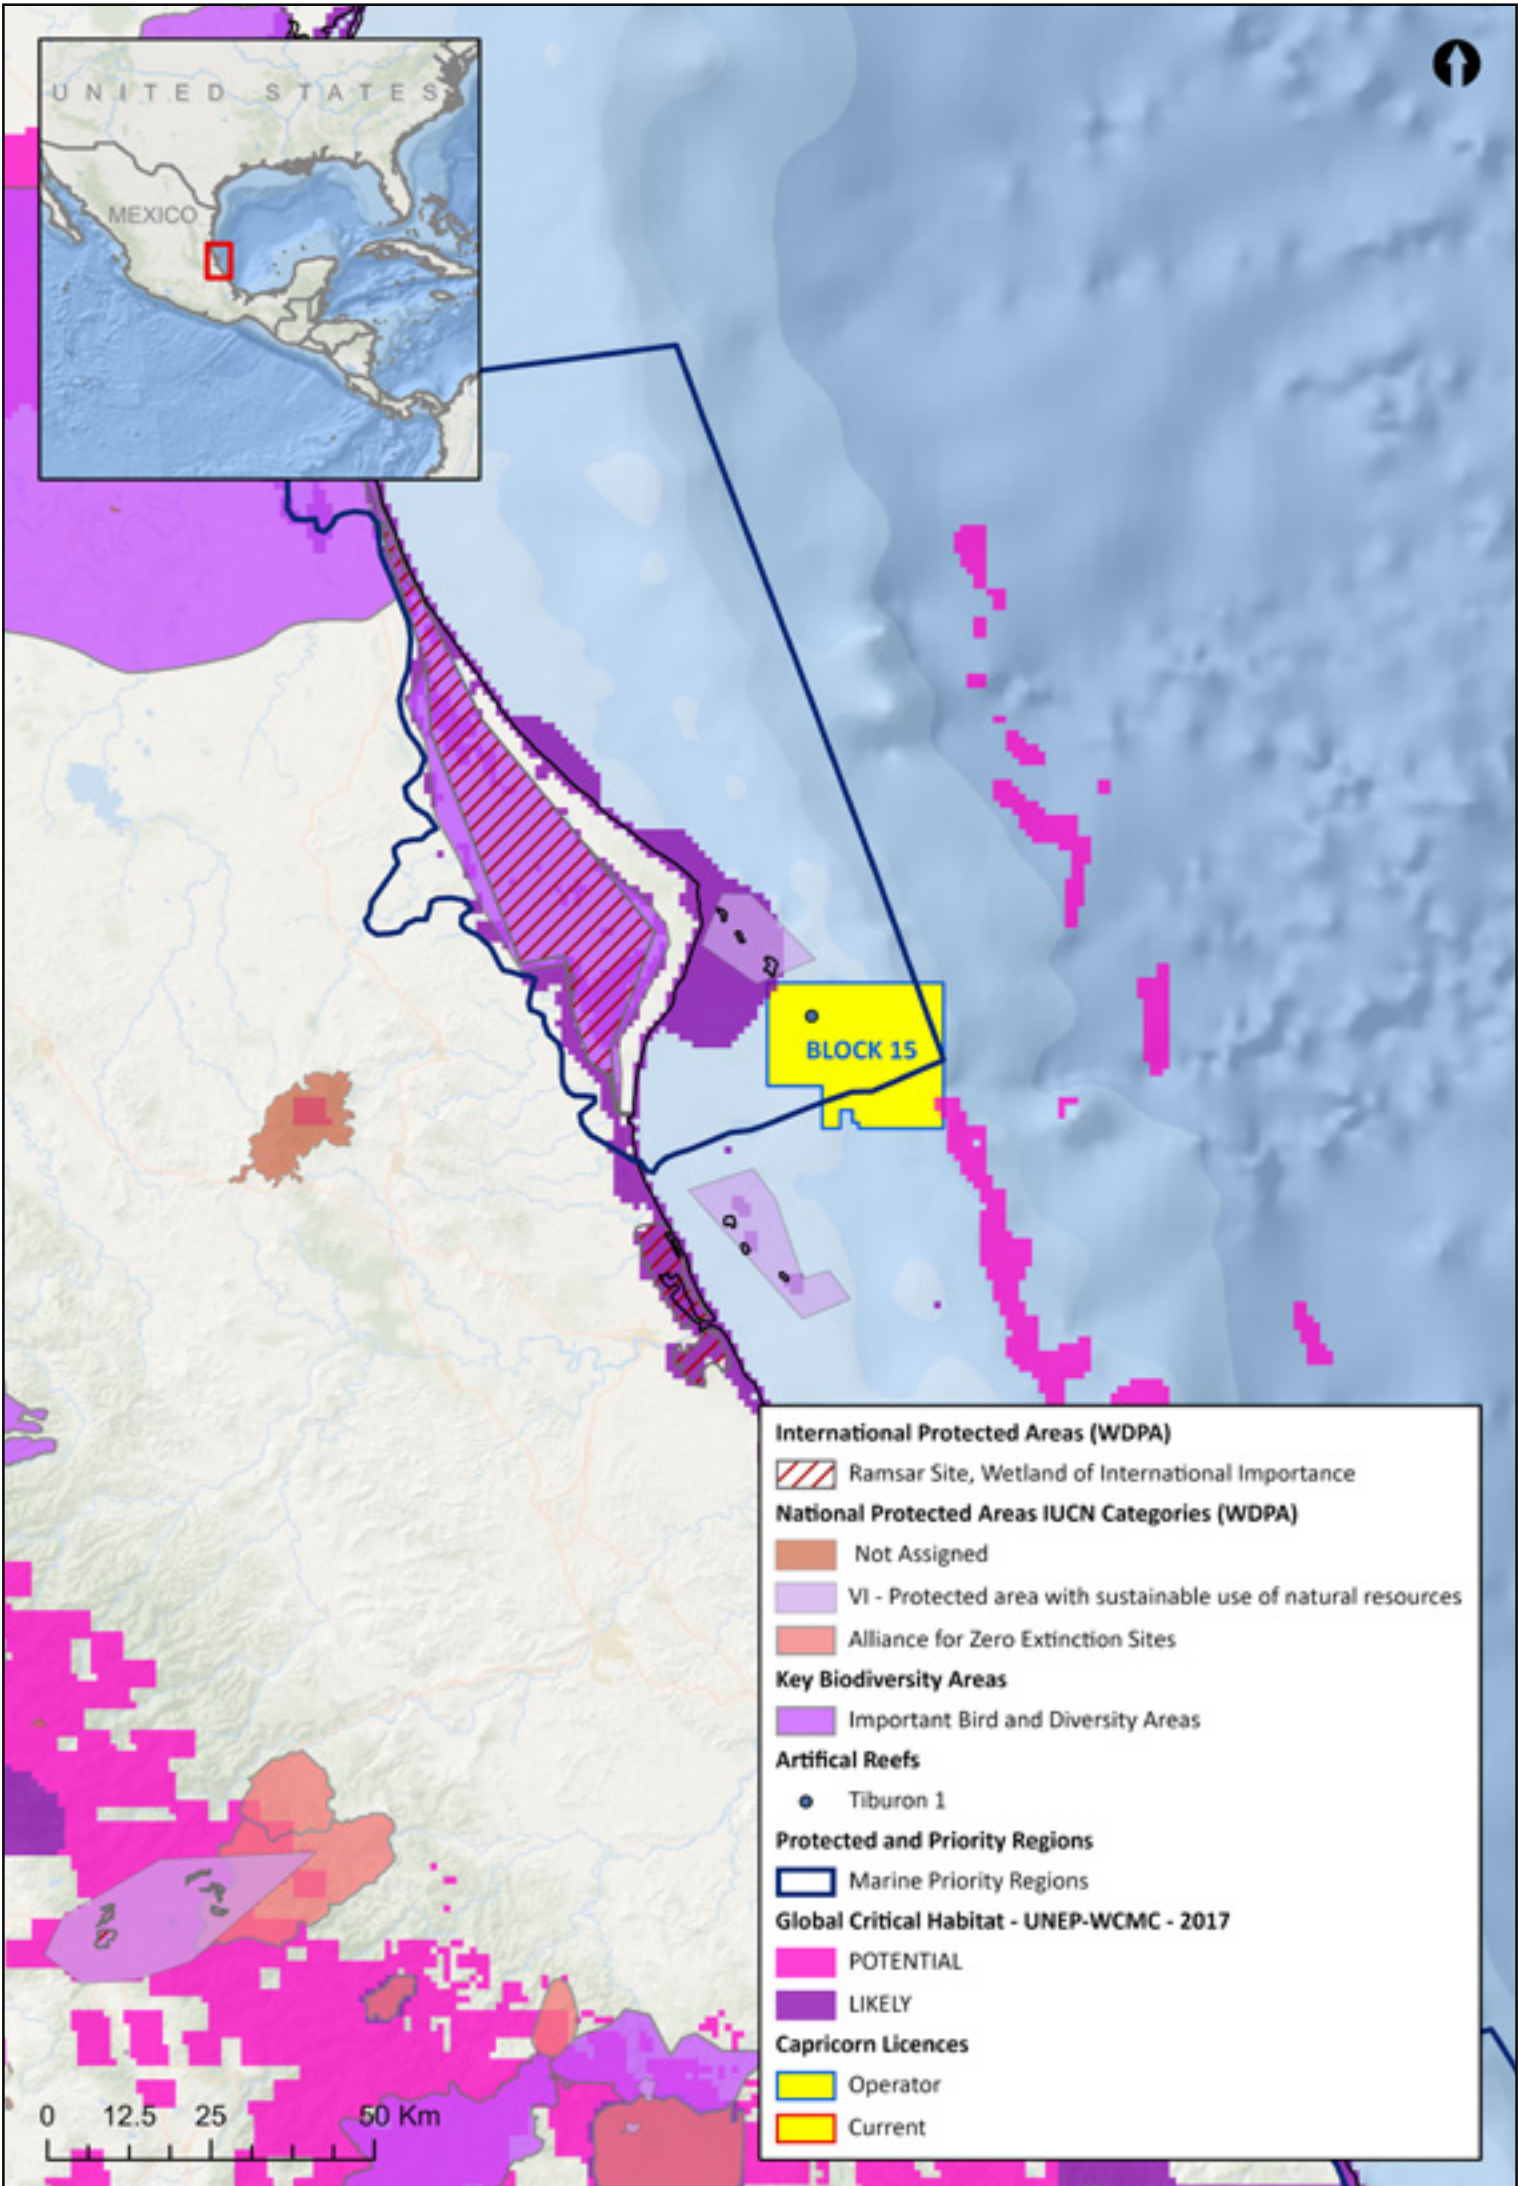 UNITED STATES
MEXICO
BLOCK 15
International Protected Areas (WDPA)
Ramsar Site, Wetland of International Importance
National Protected Areas IUCN Categories (WDPA)
Not Assigned
VI - Protected area with sustainable use of natural resources
Alliance for Zero Extinction Sites
Key Biodiversity Areas
Important Bird and Diversity Areas
Artifical Reefs
Tiburon 1
Protected and Priority Regions
Marine Priority Regions
Global Critical Habitat - UNEP-WCMC - 2017
POTENTIAL
LIKELY
Capricorn Licences
Operator
Current
0 12.5 25 50 Km